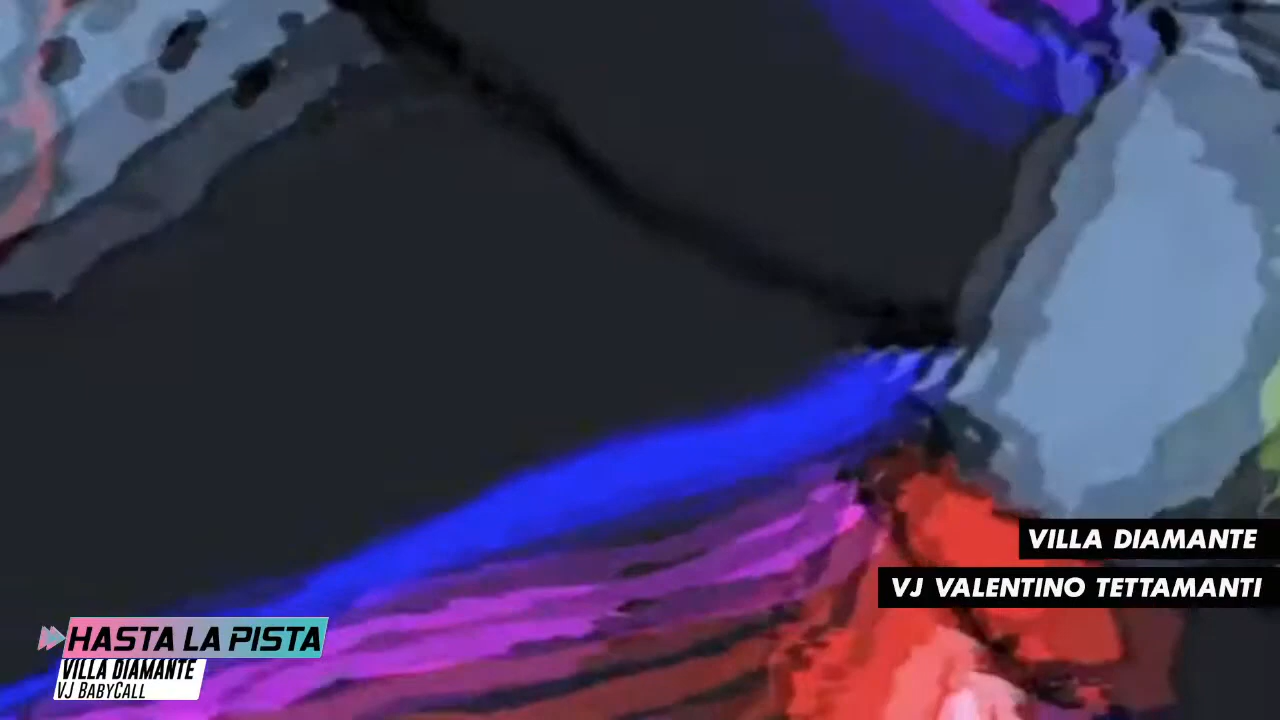 VILLA DIAMANTE
VJ VALENTINO TETTAMANTI
HASTA LA PISTA
VILLA DIAMANTE
VJ BABYCALL